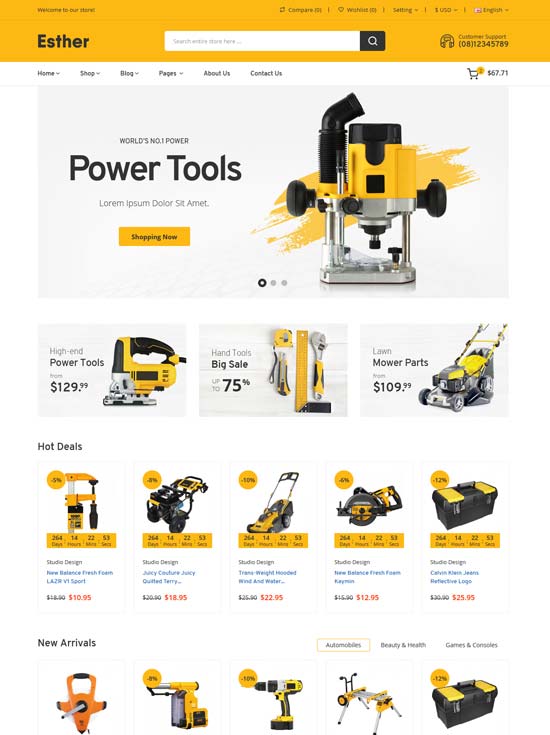 Welcome to our store!
Compare (0)
Wishlist (0)
Setting
$ USD
English
Esther
Search entire store here ...
Customer Support
(08)12345789
Home
Shop
Blog
Pages
About Us
Contact Us
$67.71
WORLD'S NO.1 POWER
Power Tools
Lorem Ipsum Dolor Sit Amet.
Shopping Now
High-end
Power Tools
from
$129.99
Hand Tools
Big Sale
UP TO 75%
Lawn
Mower Parts
from
$109.99
Hot Deals
-5%
264 14 22 53
Days Hours Mins Secs
Studio Design
New Balance Fresh Foam
LAZR V1 Sport
$18.90 $10.95
-8%
264 14 22 53
Days Hours Mins Secs
Studio Design
Juicy Couture Juicy
Quilted Terry...
$20.90 $18.95
-10%
264 14 22 53
Days Hours Mins Secs
Studio Design
Trans-Weight Hooded
Wind And Water...
$25.90 $22.95
-6%
264 14 22 53
Days Hours Mins Secs
Studio Design
New Balance Fresh Foam
Kaymin
$15.90 $12.95
-12%
264 14 22 53
Days Hours Mins Secs
Studio Design
Calvin Klein Jeans
Reflective Logo
$30.90 $25.95
New Arrivals
Automobiles
Beauty & Health
Games & Consoles
-8%
-10%
-12%